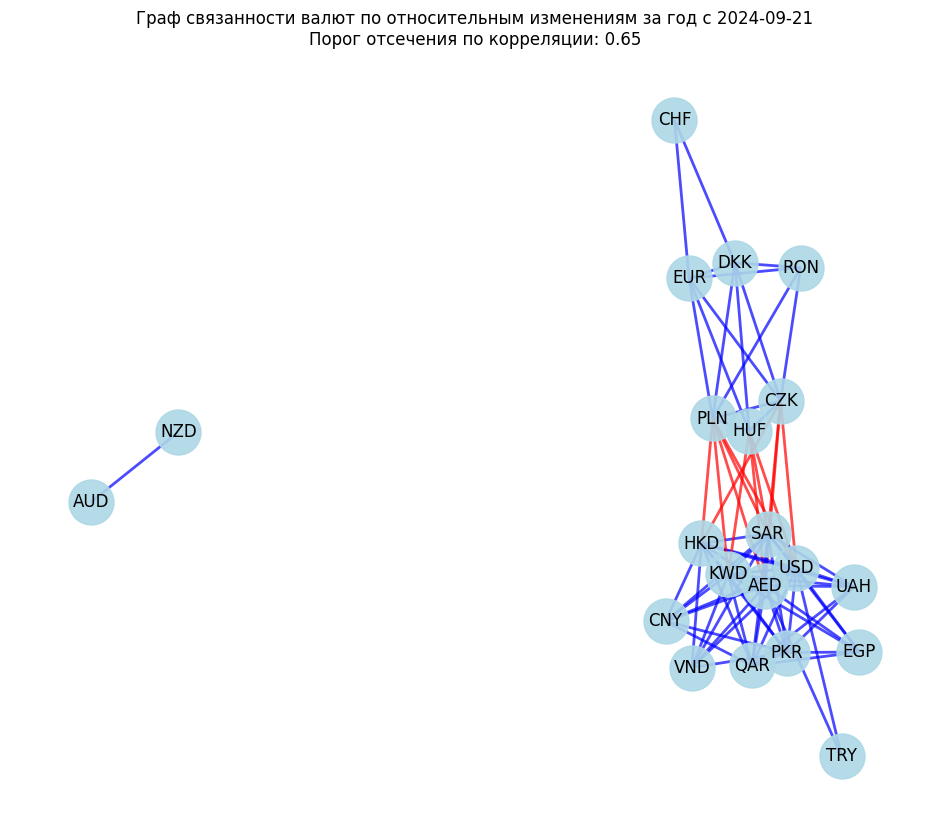 Граф связанности валют по относительным изменениям за год с 2024-09-21
Порог отсечения по корреляции: 0.65
CHF
DKK
EUR
RON
CZK
PLN
HUF
NZD
AUD
SAR
HKD
USD
KWD
AED
UAH
CNY
PKR
EGP
QAR
VND
TRY